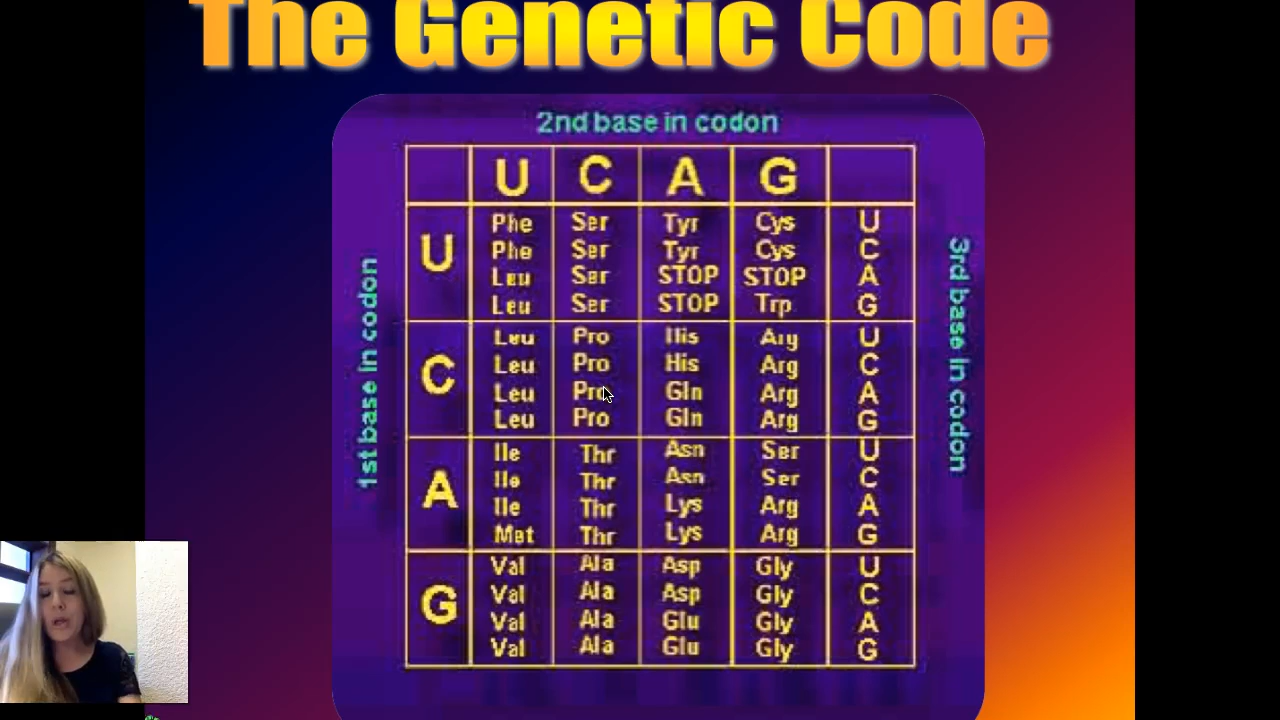 The Genetic Code
2nd base in codon
U C A G
1st base in codon
U
Phe Ser Tyr Cys U
Phe Ser Tyr Cys C
Leu Ser STOP STOP A
Leu Ser STOP Trp G
C
Leu Pro His Arg U
Leu Pro His Arg C
Leu Pro Gln Arg A
Leu Pro Gln Arg G
A
Ile Thr Asn Ser U
Ile Thr Asn Ser C
Ile Thr Lys Arg A
Met Thr Lys Arg G
G
Val Ala Asp Gly U
Val Ala Asp Gly C
Val Ala Glu Gly A
Val Ala Glu Gly G
3rd base in codon